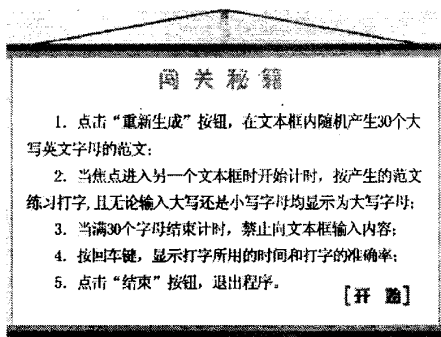 闯关秘籍
1. 点击“重新生成”按钮，在文本框内随机产生30个大
写英文字母的范文；
2. 当焦点进入另一个文本框时开始计时，按产生的范文
练习打字，且无论输入大写还是小写字母均显示为大写字母；
3. 当满30个字母结束计时，禁止向文本框输入内容；
4. 按回车键，显示打字所用的时间和打字的准确率；
5. 点击“结束”按钮，退出程序。
[开 始]